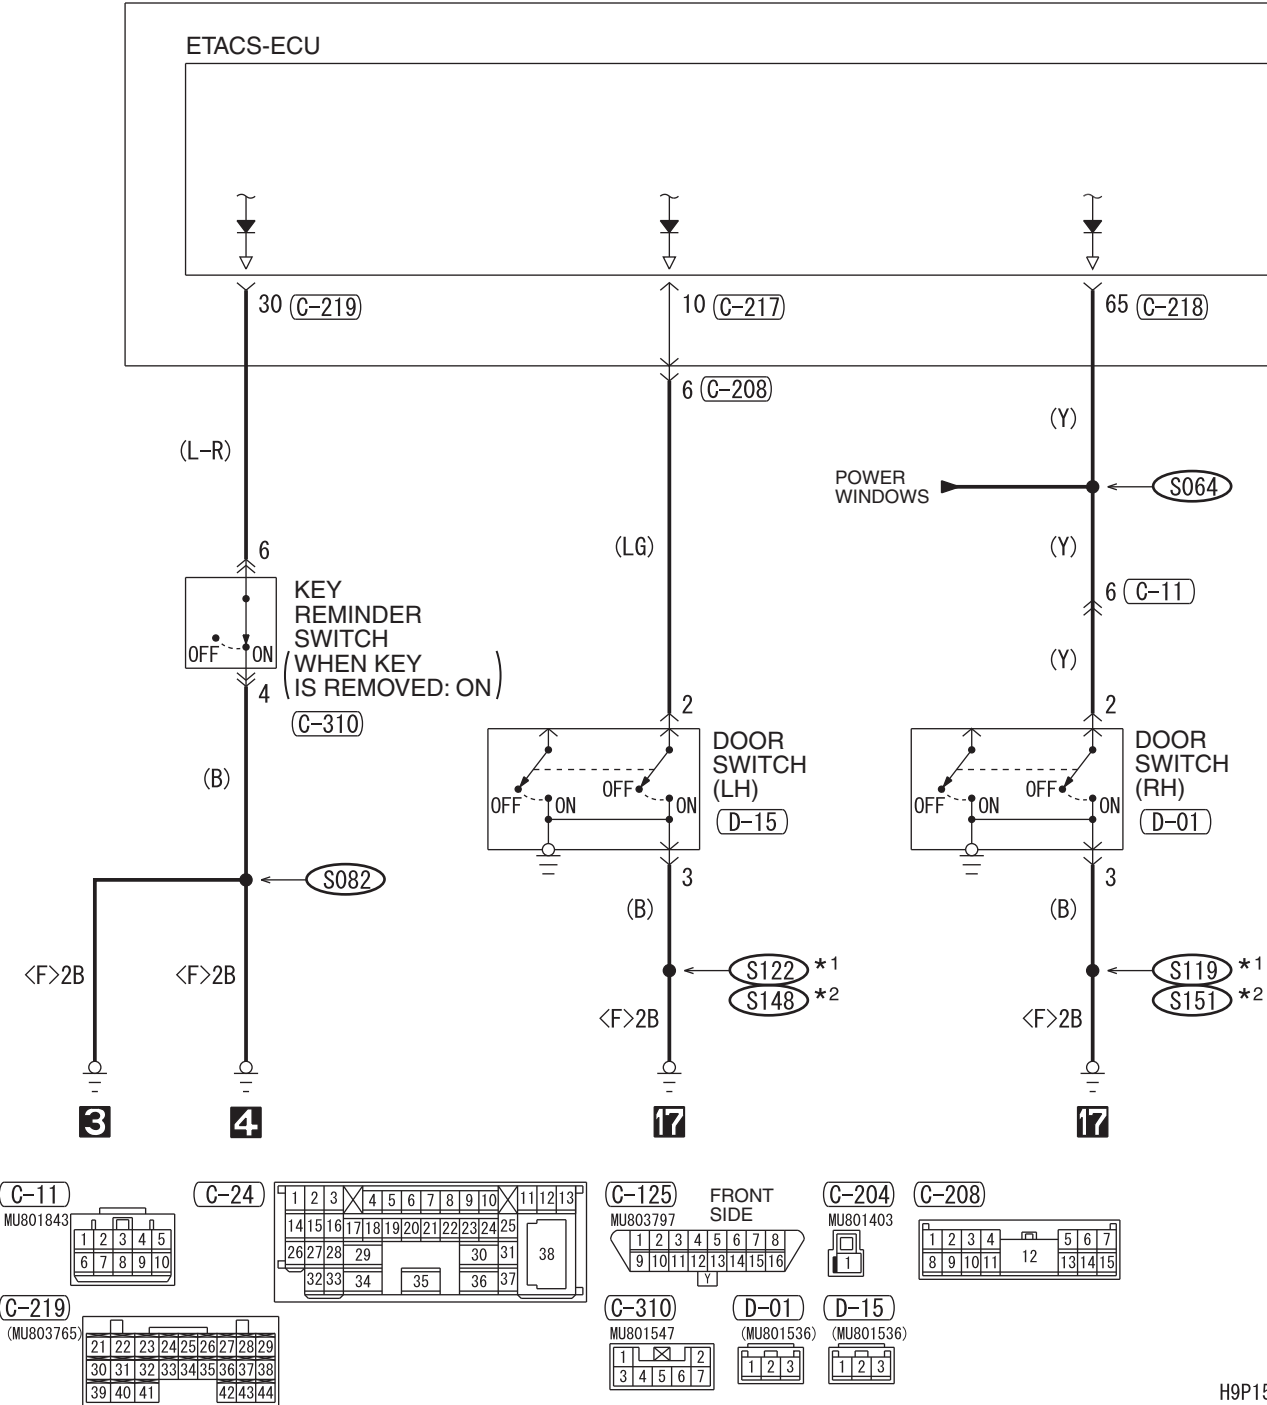 ETACS-ECU
30 C-219
10 C-217
65 C-218
6 C-208
(Y)
(L-R)
POWER
WINDOWS
S064
(LG)
(Y)
6
6 C-11
KEY
REMINDER
SWITCH
(WHEN KEY
IS REMOVED: ON)
OFF ON
(Y)
4
C-310
2
2
DOOR
SWITCH
(LH)
D-15
OFF ON OFF ON
DOOR
SWITCH
(RH)
D-01
OFF ON OFF ON
(B)
S082
3
3
(B)
(B)
<F>2B
<F>2B
S122 *1
S148 *2
S119 *1
S151 *2
<F>2B
<F>2B
3
4
17
17
C-11
MU801843
1 2 3 4 5
6 7 8 9 10
C-24
1 2 3 4 5 6 7 8 9 10 11 12 13
14 15 16 17 18 19 20 21 22 23 24 25
26 27 28 29 30 31 38
32 33 34 35 36 37
C-125
MU803797
FRONT
SIDE
1 2 3 4 5 6 7 8
9 10 11 12 13 14 15 16
Y
C-204
MU801403
1
C-208
1 2 3 4 5 6 7
8 9 10 11 12 13 14 15
C-219
(MU803765)
21 22 23 24 25 26 27 28 29
30 31 32 33 34 35 36 37 38
39 40 41 42 43 44
C-310
MU801547
1 2
3 4 5 6 7
D-01
(MU801536)
1 2 3
D-15
(MU801536)
1 2 3
H9P15